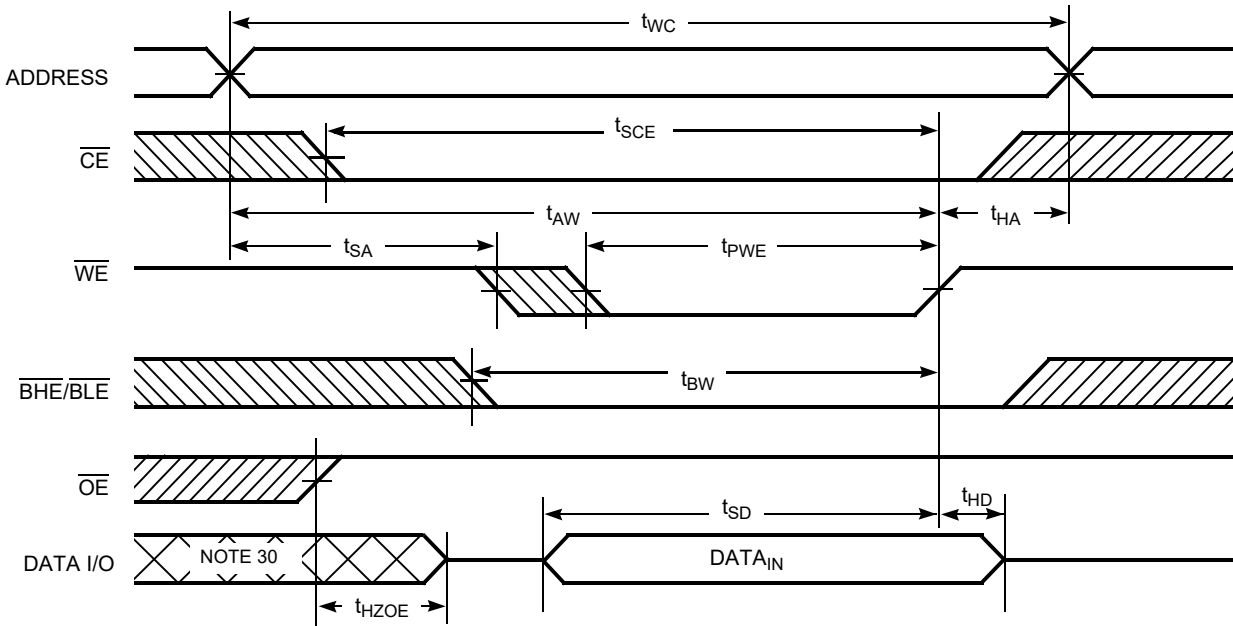 tWC
ADDRESS
tSCE
CE
tAW
tHA
tSA
tPWE
WE
tBW
BHE/BLE
OE
tSD
tHD
DATA I/O
NOTE 30
DATAIN
tHZOE